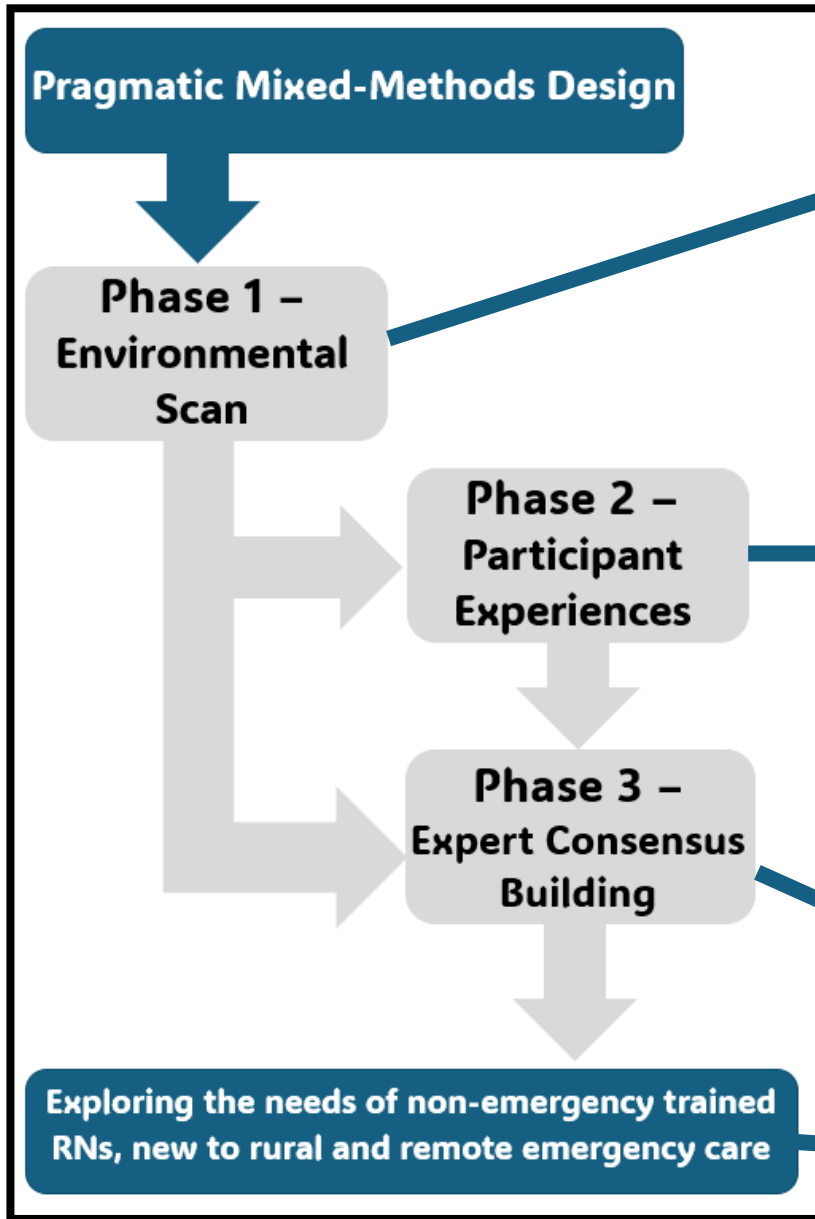 Pragmatic Mixed-Methods Design
Phase 1 –
Environmental
Scan
Phase 2 –
Participant
Experiences
Phase 3 –
Expert Consensus
Building
Exploring the needs of non-emergency trained
RNs, new to rural and remote emergency care